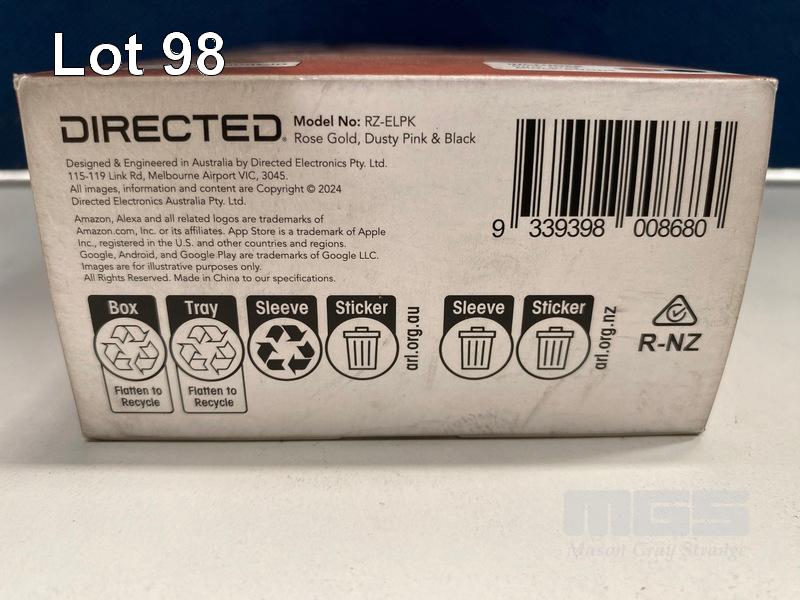 Lot 98
DIRECTED®
Model No: RZ-ELPK
Rose Gold, Dusty Pink & Black
Designed & Engineered in Australia by Directed Electronics Pty. Ltd.
115-119 Link Rd, Melbourne Airport VIC, 3045.
All images, information and content are Copyright © 2024
Directed Electronics Australia Pty. Ltd.
Amazon, Alexa and all related logos are trademarks of
Amazon.com, Inc. or its affiliates. App Store is a trademark of Apple
Inc., registered in the U.S. and other countries and regions.
Google, Android, and Google Play are trademarks of Google LLC.
Images are for illustrative purposes only.
All Rights Reserved. Made in China to our specifications.
9 339398 008680
Box
Flatten to
Recycle
Tray
Flatten to
Recycle
Sleeve
Sticker
arl.org.au
Sleeve
Sticker
arl.org.nz
R-NZ
MGS
Mason Gray Strange